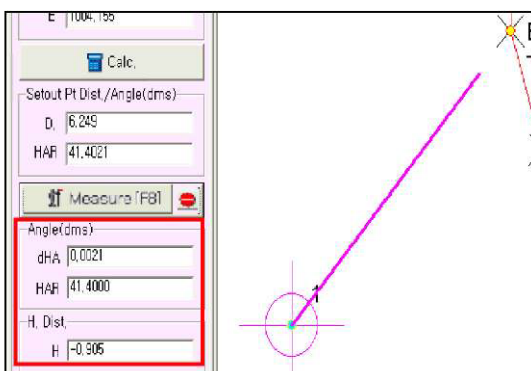 E 1004.155
Calc.
Setout Pt Dist./Angle(dms)
D. 6.249
HAR 41.4021
Measure [F8]
Angle(dms)
dHA 0.0021
HAR 41.4000
H. Dist.
H -0.905
1